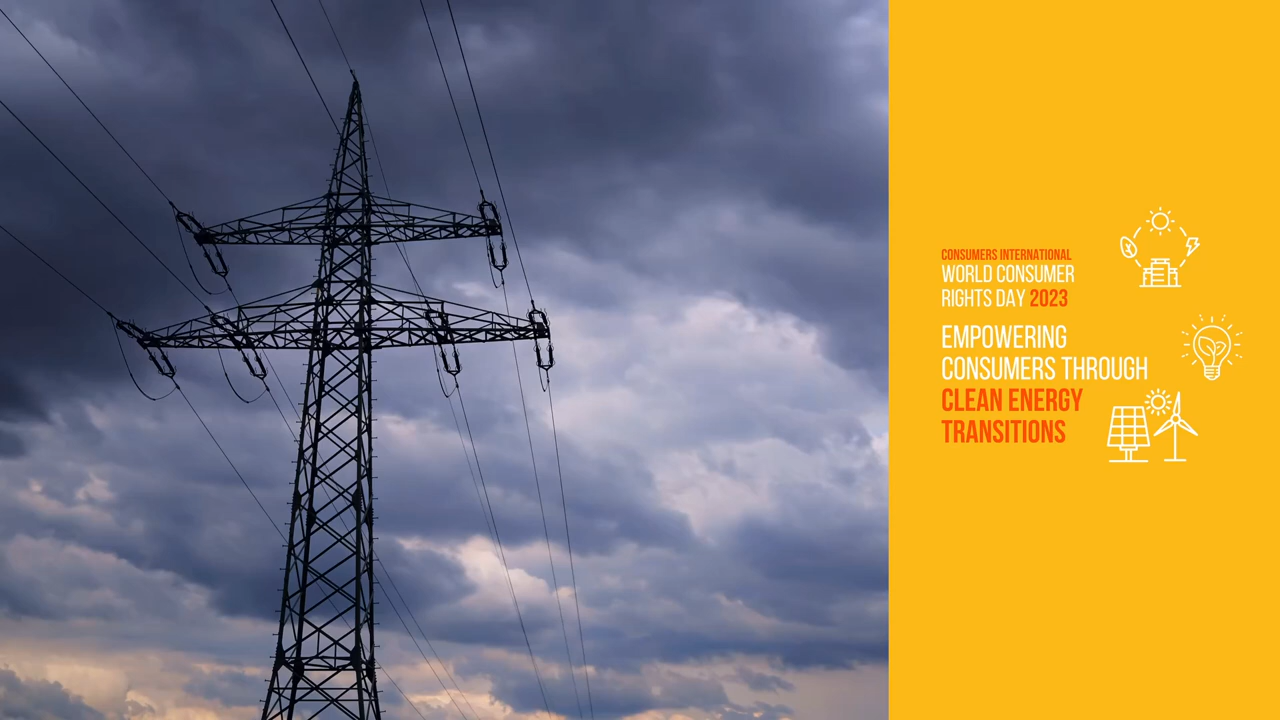 CONSUMERS INTERNATIONAL
WORLD CONSUMER
RIGHTS DAY 2023
EMPOWERING
CONSUMERS THROUGH
CLEAN ENERGY
TRANSITIONS